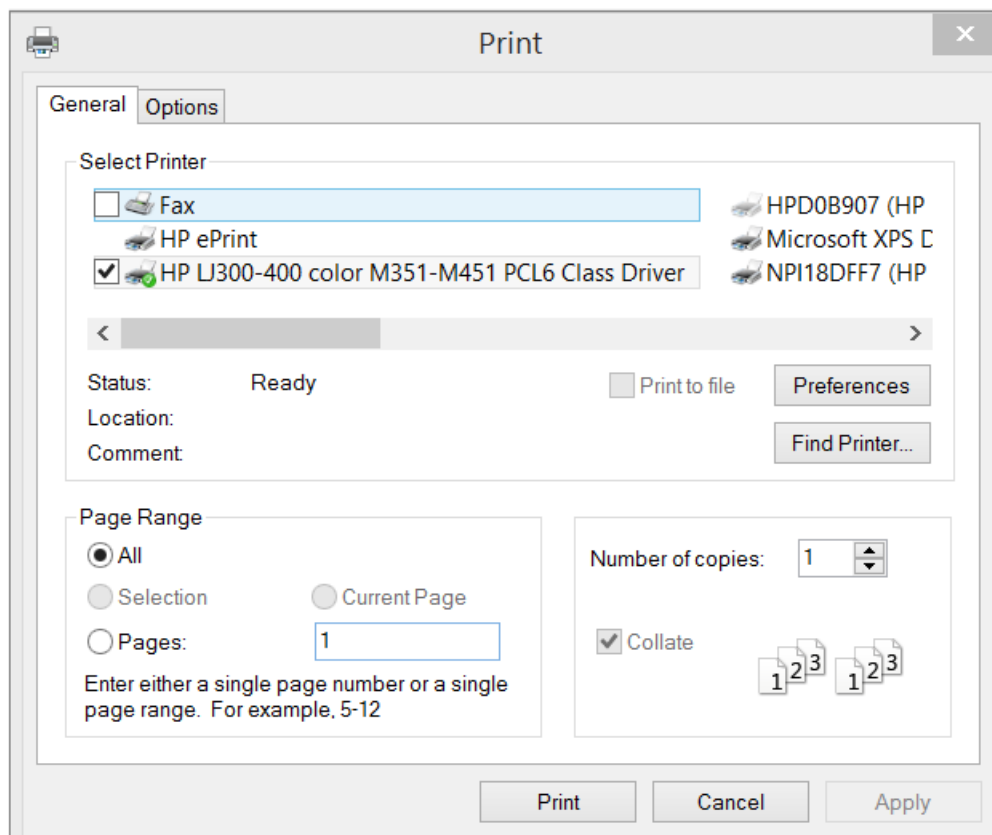 Print
General Options
Select Printer
Fax HPD0B907 (HP
HP ePrint Microsoft XPS D
HP LJ300-400 color M351-M451 PCL6 Class Driver NPI18DFF7 (HP
Status: Ready Print to file Preferences
Location:
Comment: Find Printer...
Page Range
All
Selection Current Page
Pages: 1
Enter either a single page number or a single
page range. For example, 5-12
Number of copies: 1
Collate
1 2 3 1 2 3
Print Cancel Apply